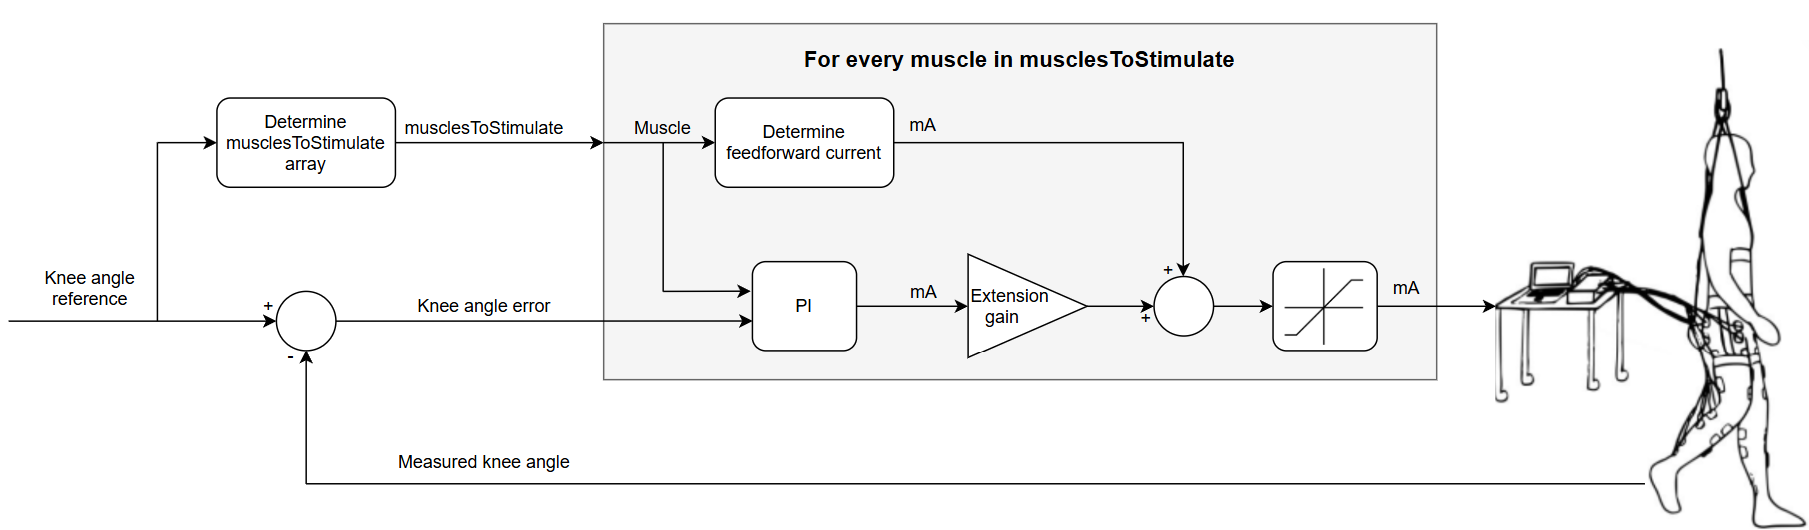 For every muscle in musclesToStimulate
Determine
musclesToStimulate
array
musclesToStimulate
Muscle
Determine
feedforward current
mA
Knee angle
reference
+
-
Knee angle error
PI
mA
Extension
gain
+
+
mA
Measured knee angle